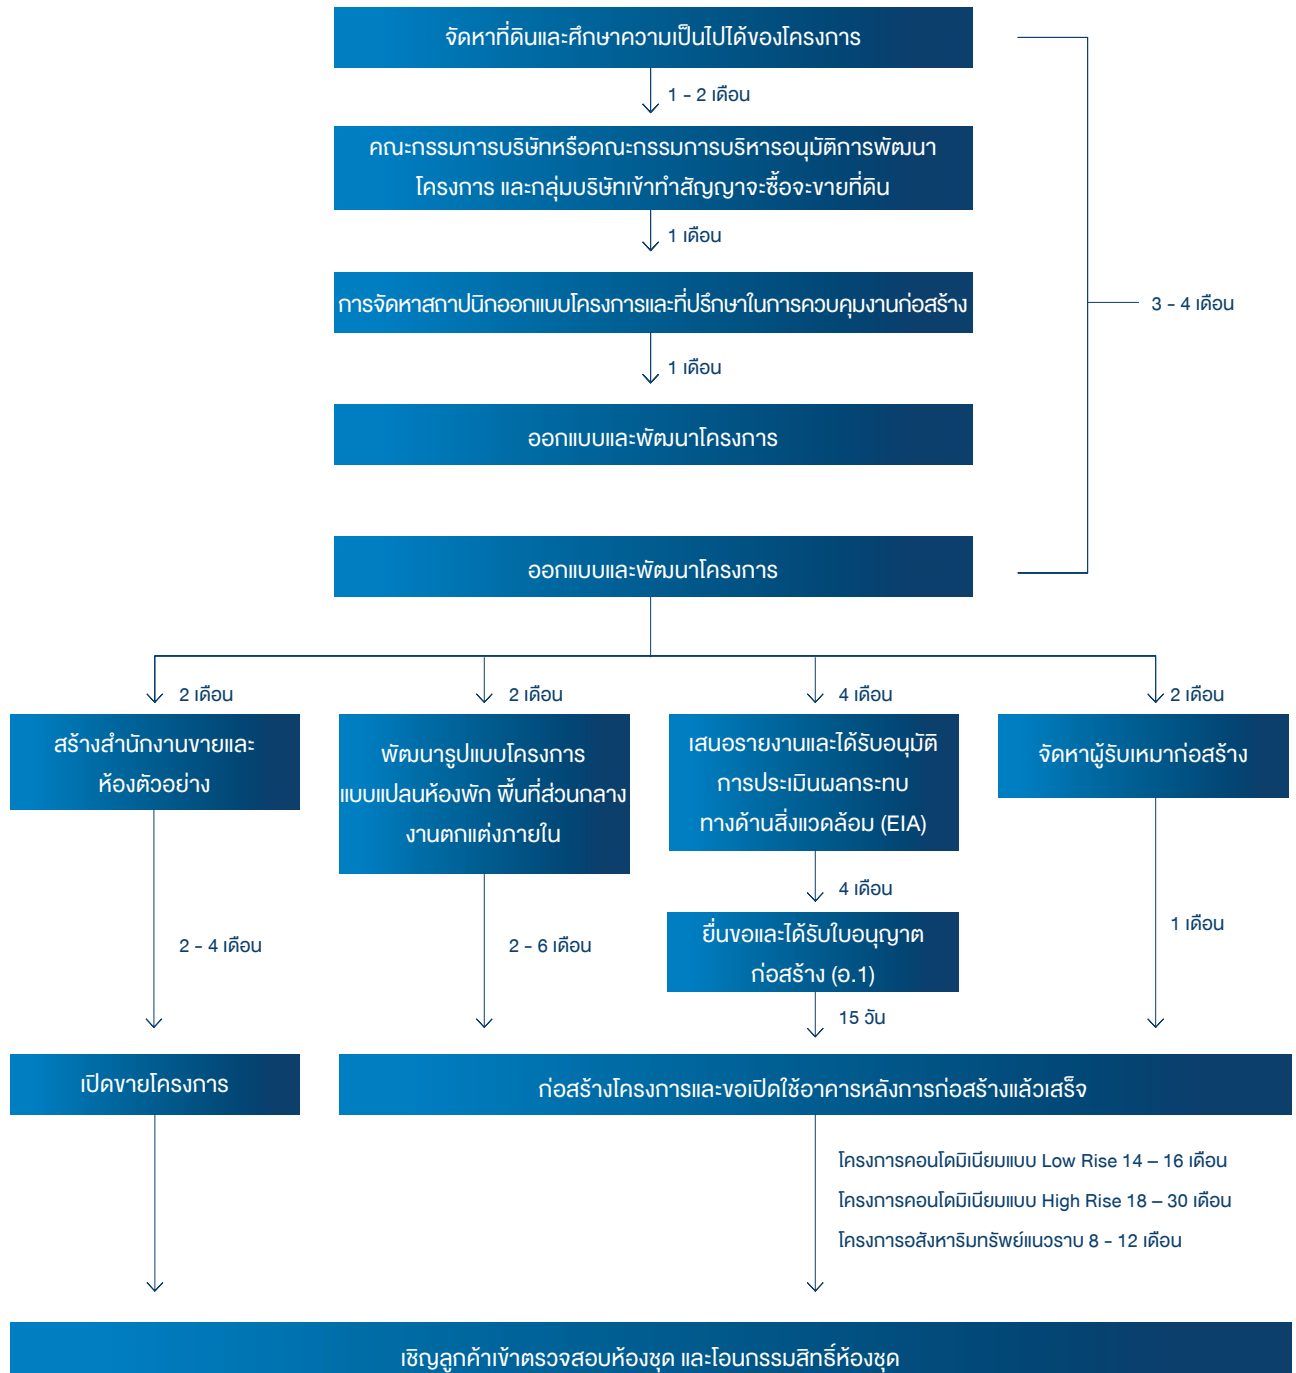 จัดหาที่ดินและศึกษาความเป็นไปได้ของโครงการ
1 - 2 เดือน
คณะกรรมการบริษัทหรือคณะกรรมการบริหารอนุมัติการพัฒนา
โครงการ และกลุ่มบริษัทเข้าทำสัญญาจะซื้อจะขายที่ดิน
1 เดือน
การจัดหาสถาปนิกออกแบบโครงการและที่ปรึกษาในการควบคุมงานก่อสร้าง
3 - 4 เดือน
1 เดือน
ออกแบบและพัฒนาโครงการ
ออกแบบและพัฒนาโครงการ
2 เดือน
2 เดือน
4 เดือน
2 เดือน
สร้างสำนักงานขายและ
ห้องตัวอย่าง
พัฒนารูปแบบโครงการ
แบบแปลนห้องพัก พื้นที่ส่วนกลาง
งานตกแต่งภายใน
เสนอรายงานและได้รับอนุมัติ
การประเมินผลกระทบ
ทางด้านสิ่งแวดล้อม (EIA)
จัดหาผู้รับเหมาก่อสร้าง
4 เดือน
ยื่นขอและได้รับใบอนุญาต
ก่อสร้าง (อ.1)
2 - 4 เดือน
2 - 6 เดือน
1 เดือน
15 วัน
เปิดขายโครงการ
ก่อสร้างโครงการและขอเปิดใช้อาคารหลังการก่อสร้างแล้วเสร็จ
โครงการคอนโดมิเนียมแบบ Low Rise 14 – 16 เดือน
โครงการคอนโดมิเนียมแบบ High Rise 18 – 30 เดือน
โครงการอสังหาริมทรัพย์แนวราบ 8 - 12 เดือน
เชิญลูกค้าเข้าตรวจสอบห้องชุด และโอนกรรมสิทธิ์ห้องชุด